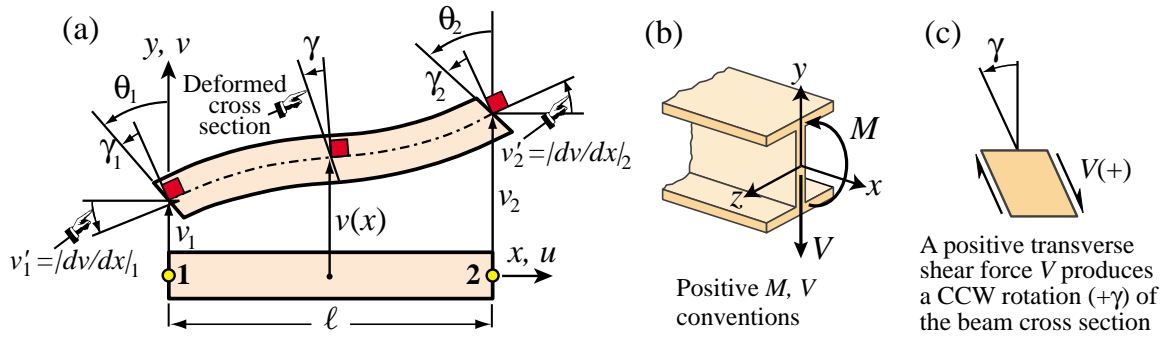 (a)
y, v
θ₁
γ₁
Deformed
cross
section
γ
θ₂
γ₂
v′₂=|dv/dx|₂
v′₁=|dv/dx|₁
v₁
v(x)
v₂
1
2
x, u
ℓ
(b)
y
M
z
x
V
Positive M, V
conventions
(c)
γ
V(+)
A positive transverse
shear force V produces
a CCW rotation (+γ) of
the beam cross section